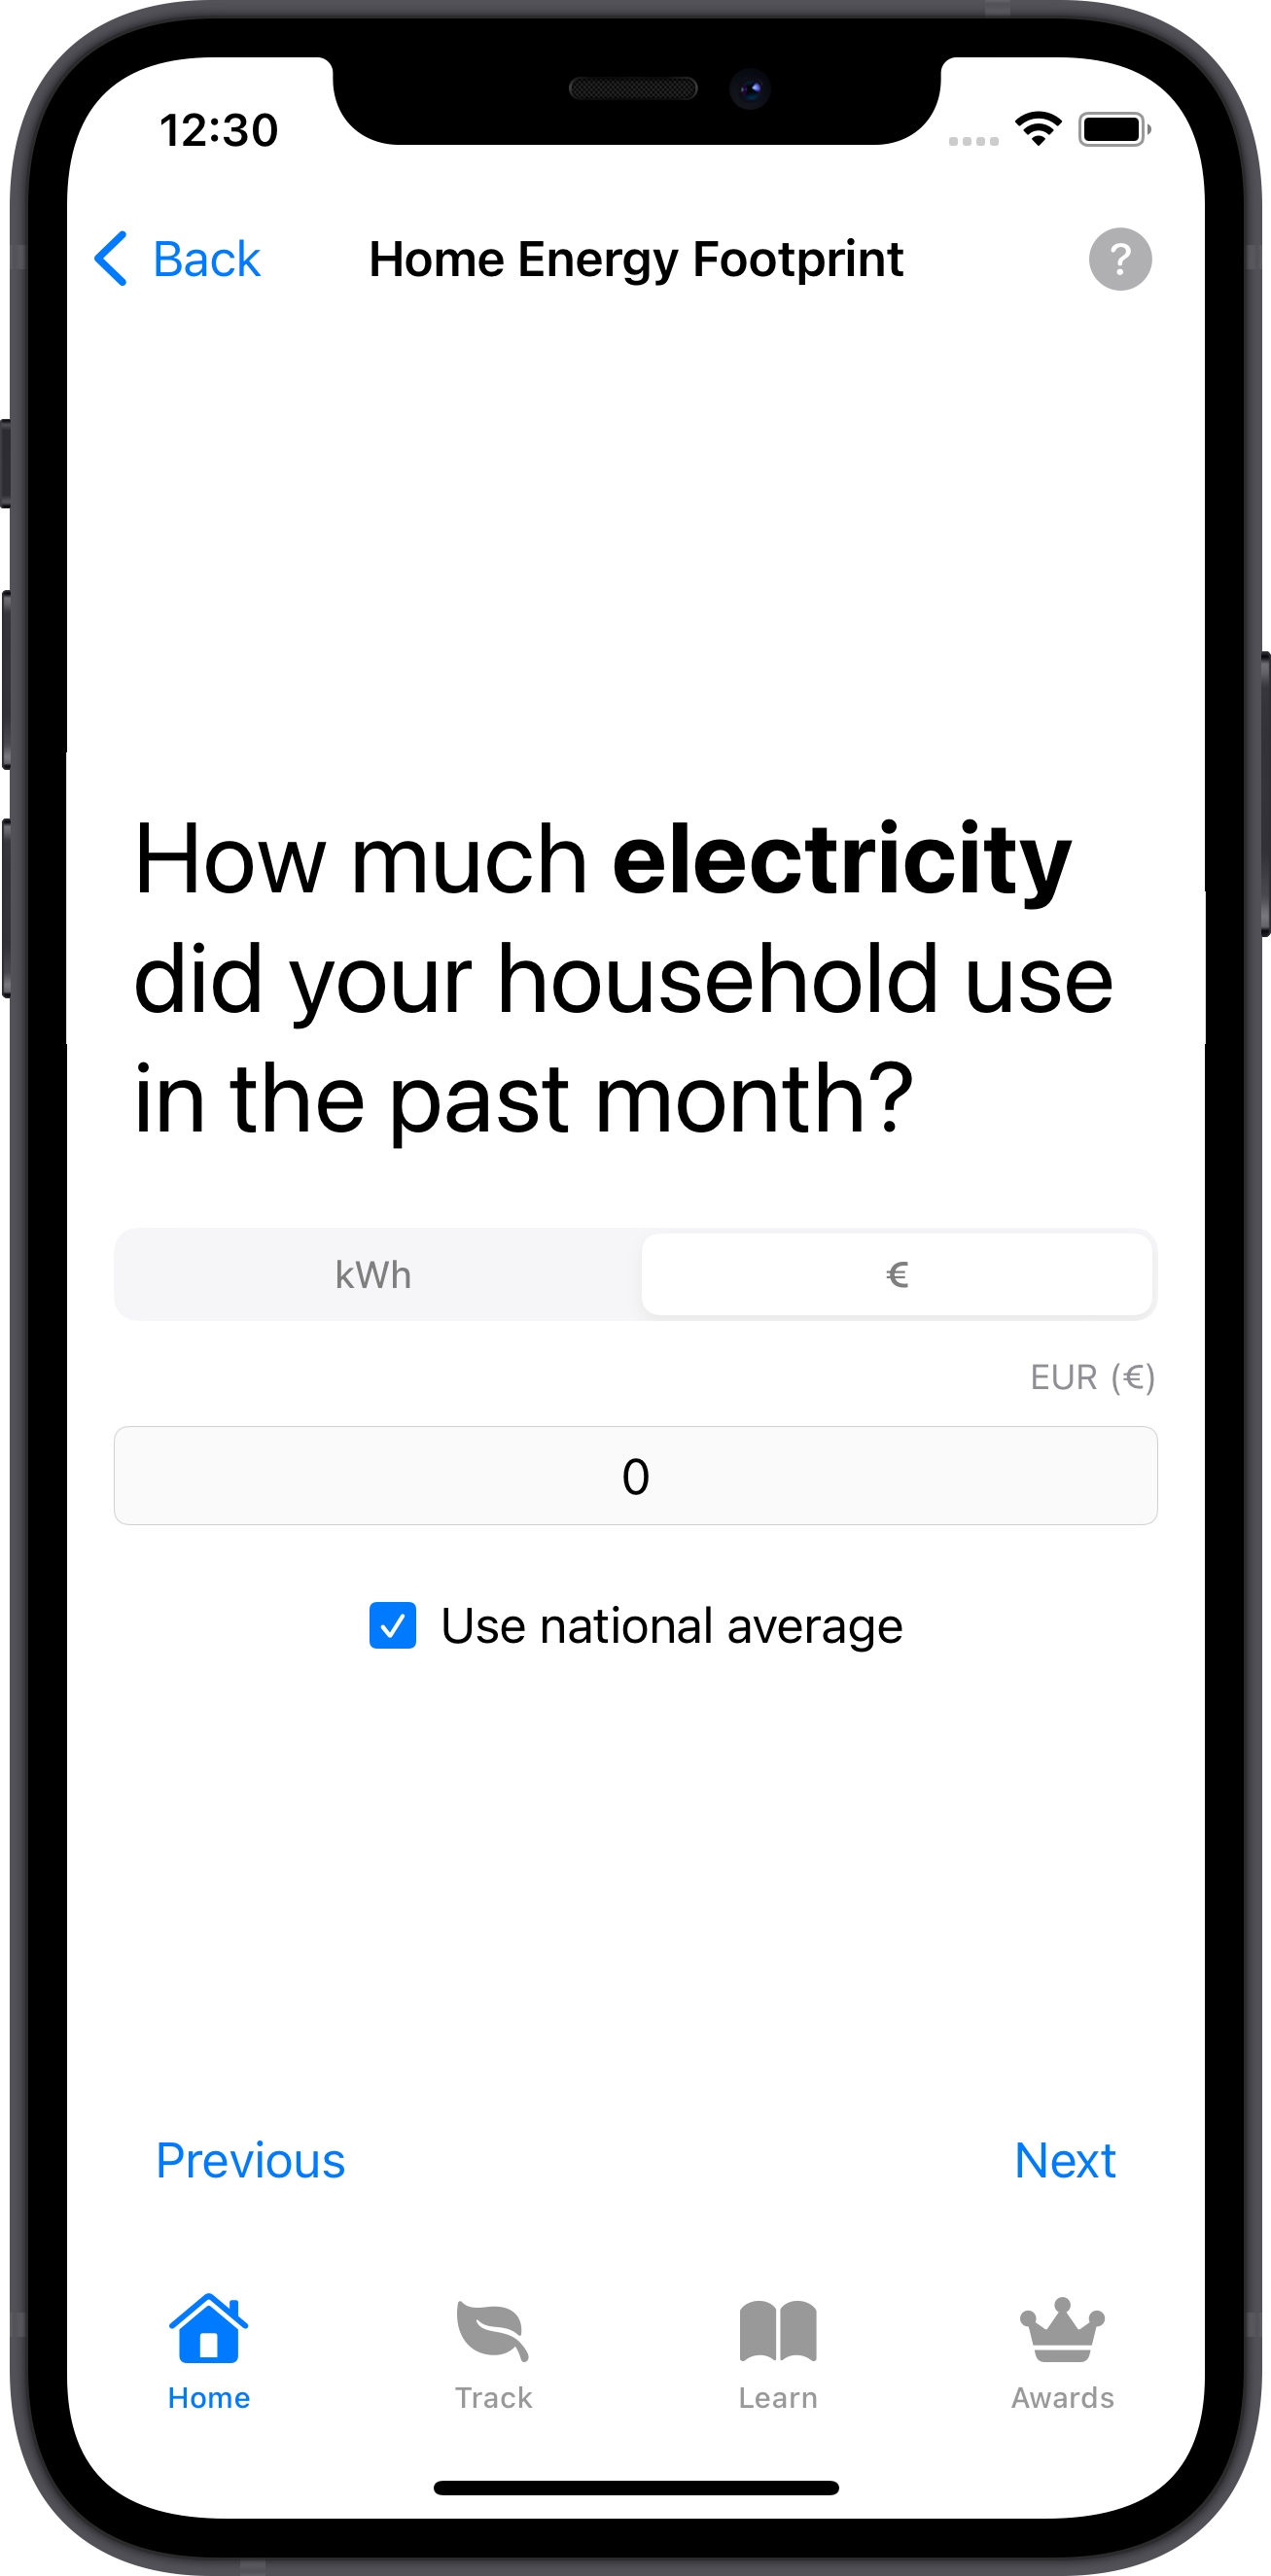 12:30
Back
Home Energy Footprint
?
How much electricity
did your household use
in the past month?
kWh
€
EUR (€)
0
Use national average
Previous
Next
Home
Track
Learn
Awards